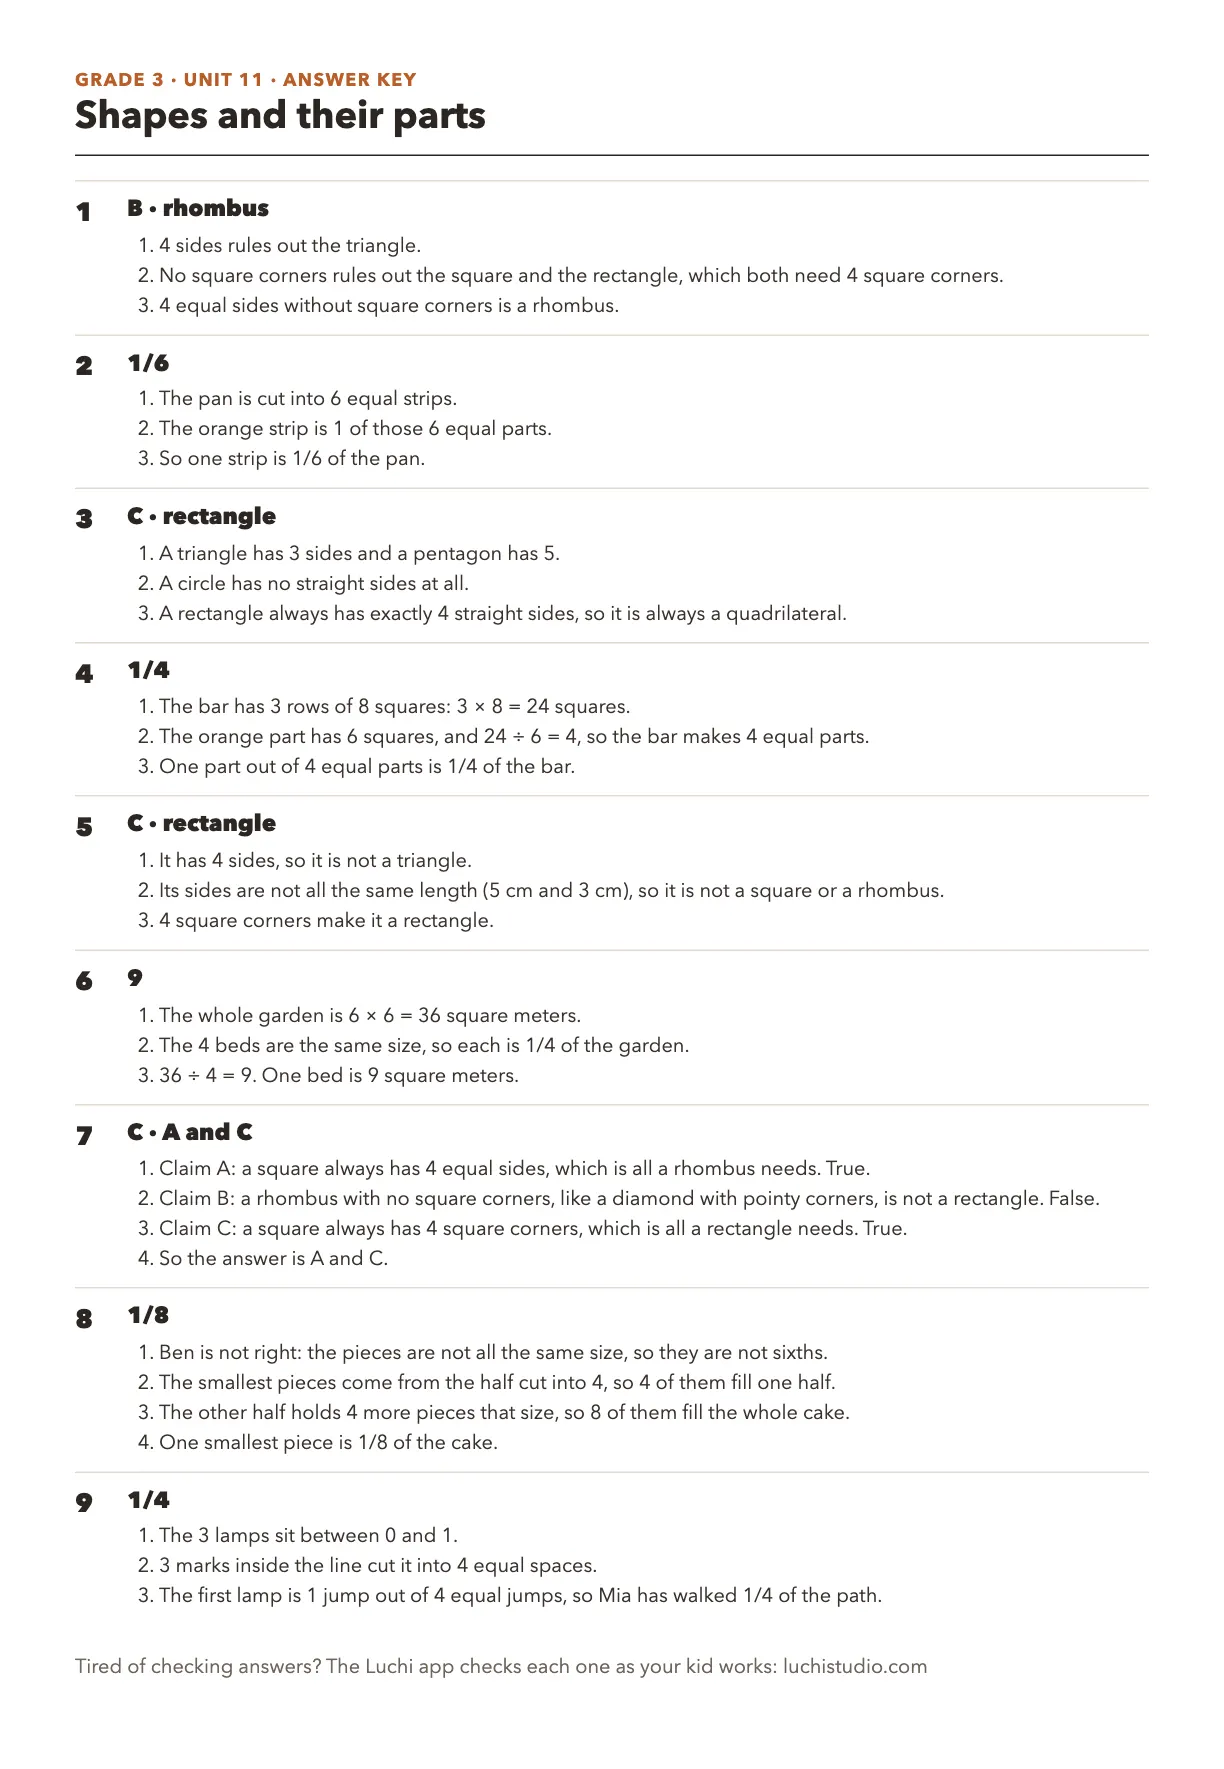 GRADE 3 · UNIT 11 · ANSWER KEY
Shapes and their parts
1 B · rhombus
1. 4 sides rules out the triangle.
2. No square corners rules out the square and the rectangle, which both need 4 square corners.
3. 4 equal sides without square corners is a rhombus.
2 1/6
1. The pan is cut into 6 equal strips.
2. The orange strip is 1 of those 6 equal parts.
3. So one strip is 1/6 of the pan.
3 C · rectangle
1. A triangle has 3 sides and a pentagon has 5.
2. A circle has no straight sides at all.
3. A rectangle always has exactly 4 straight sides, so it is always a quadrilateral.
4 1/4
1. The bar has 3 rows of 8 squares: 3 × 8 = 24 squares.
2. The orange part has 6 squares, and 24 ÷ 6 = 4, so the bar makes 4 equal parts.
3. One part out of 4 equal parts is 1/4 of the bar.
5 C · rectangle
1. It has 4 sides, so it is not a triangle.
2. Its sides are not all the same length (5 cm and 3 cm), so it is not a square or a rhombus.
3. 4 square corners make it a rectangle.
6 9
1. The whole garden is 6 × 6 = 36 square meters.
2. The 4 beds are the same size, so each is 1/4 of the garden.
3. 36 ÷ 4 = 9. One bed is 9 square meters.
7 C · A and C
1. Claim A: a square always has 4 equal sides, which is all a rhombus needs. True.
2. Claim B: a rhombus with no square corners, like a diamond with pointy corners, is not a rectangle. False.
3. Claim C: a square always has 4 square corners, which is all a rectangle needs. True.
4. So the answer is A and C.
8 1/8
1. Ben is not right: the pieces are not all the same size, so they are not sixths.
2. The smallest pieces come from the half cut into 4, so 4 of them fill one half.
3. The other half holds 4 more pieces that size, so 8 of them fill the whole cake.
4. One smallest piece is 1/8 of the cake.
9 1/4
1. The 3 lamps sit between 0 and 1.
2. 3 marks inside the line cut it into 4 equal spaces.
3. The first lamp is 1 jump out of 4 equal jumps, so Mia has walked 1/4 of the path.
Tired of checking answers? The Luchi app checks each one as your kid works: luchistudio.com